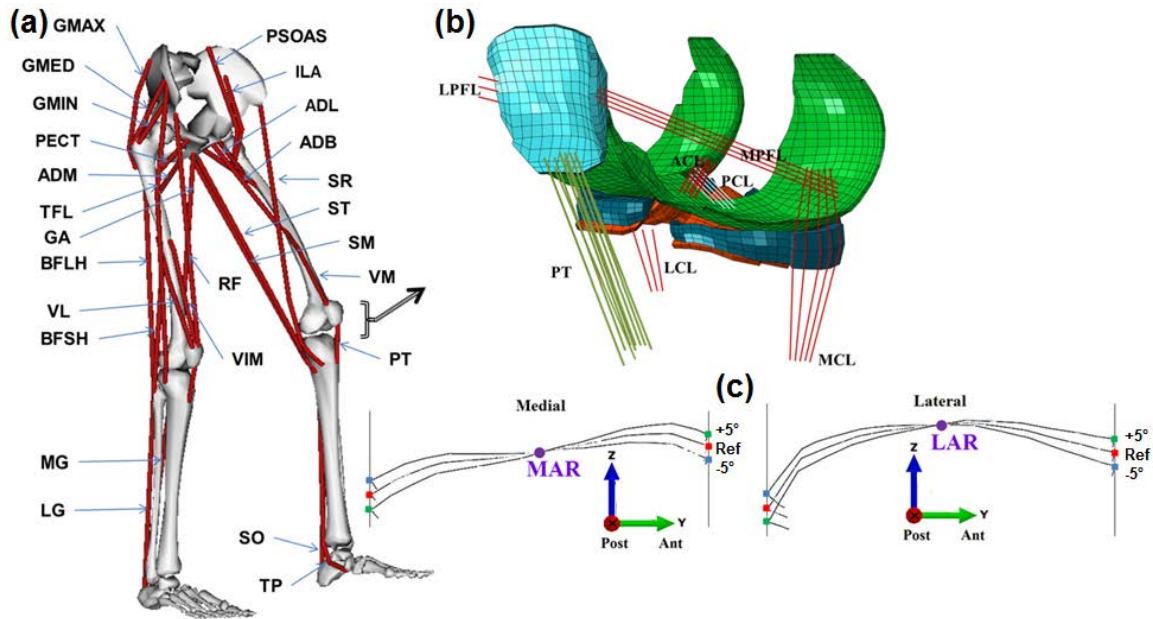 (a)
GMAX
GMED
GMIN
PECT
ADM
TFL
GA
BFLH
VL
BFSH
MG
LG
PSOAS
ILA
ADL
ADB
SR
ST
SM
VM
RF
VIM
PT
SO
TP
(b)
LPFL
ACL
MPFL
PCL
PT
LCL
MCL
(c)
Medial
+5°
Ref
-5°
MAR
Z
X
Y
Post Ant
Lateral
+5°
Ref
-5°
LAR
Z
X
Y
Post Ant